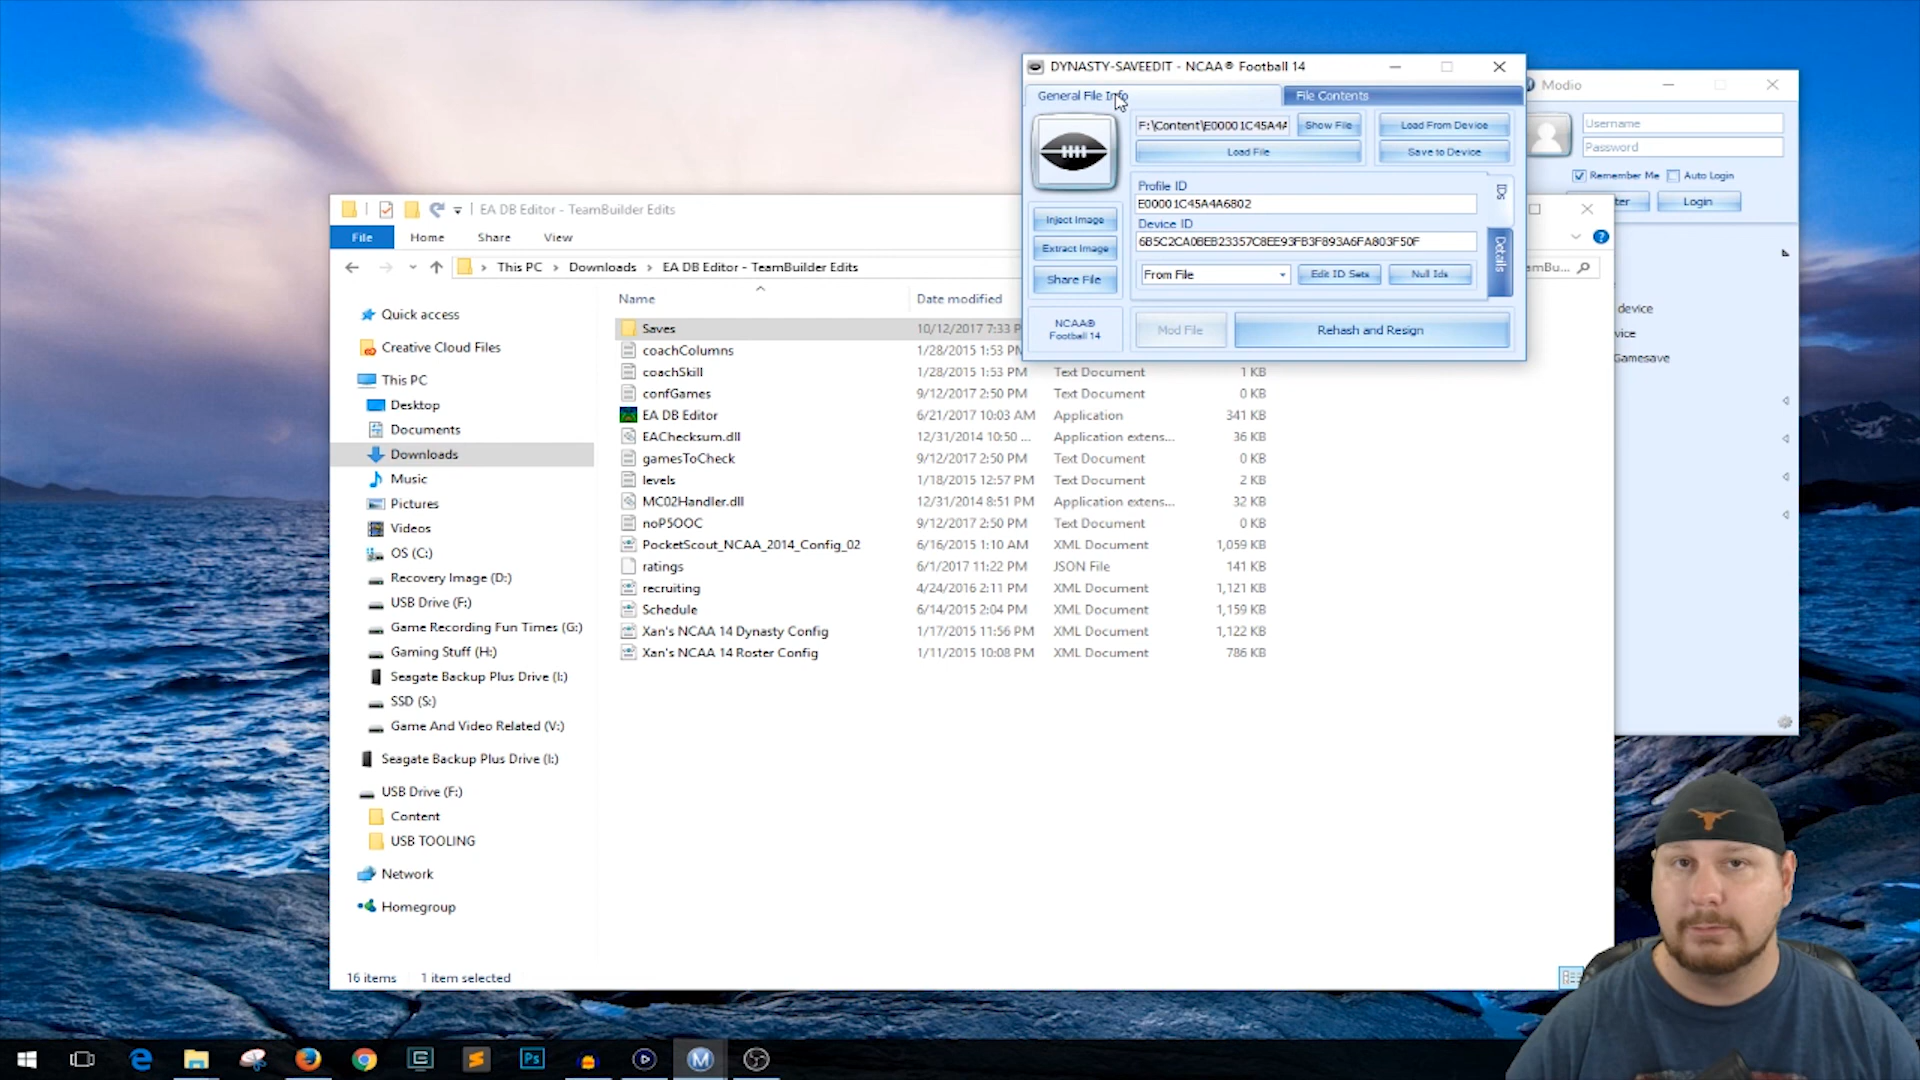 DYNASTY-SAVEEDIT - NCAA® Football 14
General File Info
File Contents
F:\Content\E00001C45A4A
Show File
Load From Device
Load File
Save to Device
Profile ID
E00001C45A4A6802
IDs
Device ID
6B5C2CA0BEB23357C8EE93FB3F893A6FA803F50F
Details
From File
Edit ID Sets
Null Ids
Inject Image
Extract Image
Share File
NCAA®
Football 14
Mod File
Rehash and Resign
Modio
Username
Password
Remember Me
Auto Login
ter
Login
device
vice
Gamesave
EA DB Editor - TeamBuilder Edits
File
Home
Share
View
This PC
Downloads
EA DB Editor - TeamBuilder Edits
Name
Date modified
Quick access
Creative Cloud Files
This PC
Desktop
Documents
Downloads
Music
Pictures
Videos
OS (C:)
Recovery Image (D:)
USB Drive (F:)
Game Recording Fun Times (G:)
Gaming Stuff (H:)
Seagate Backup Plus Drive (I:)
SSD (S:)
Game And Video Related (V:)
Seagate Backup Plus Drive (I:)
USB Drive (F:)
Content
USB TOOLING
Network
Homegroup
Saves 10/12/2017 7:33 P
coachColumns 1/28/2015 1:53 PM
coachSkill 1/28/2015 1:53 PM Text Document 1 KB
confGames 9/12/2017 2:50 PM Text Document 0 KB
EA DB Editor 6/21/2017 10:03 AM Application 341 KB
EAChecksum.dll 12/31/2014 10:50 ... Application extens... 36 KB
gamesToCheck 9/12/2017 2:50 PM Text Document 0 KB
levels 1/18/2015 12:57 PM Text Document 2 KB
MC02Handler.dll 12/31/2014 8:51 PM Application extens... 32 KB
noP5OOC 9/12/2017 2:50 PM Text Document 0 KB
PocketScout_NCAA_2014_Config_02 6/16/2015 1:10 AM XML Document 1,059 KB
ratings 6/1/2017 11:22 PM JSON File 141 KB
recruiting 4/24/2016 2:11 PM XML Document 1,121 KB
Schedule 6/14/2015 2:04 PM XML Document 1,159 KB
Xan's NCAA 14 Dynasty Config 1/17/2015 11:56 PM XML Document 1,122 KB
Xan's NCAA 14 Roster Config 1/11/2015 10:08 PM XML Document 786 KB
16 items
1 item selected
Ps
M